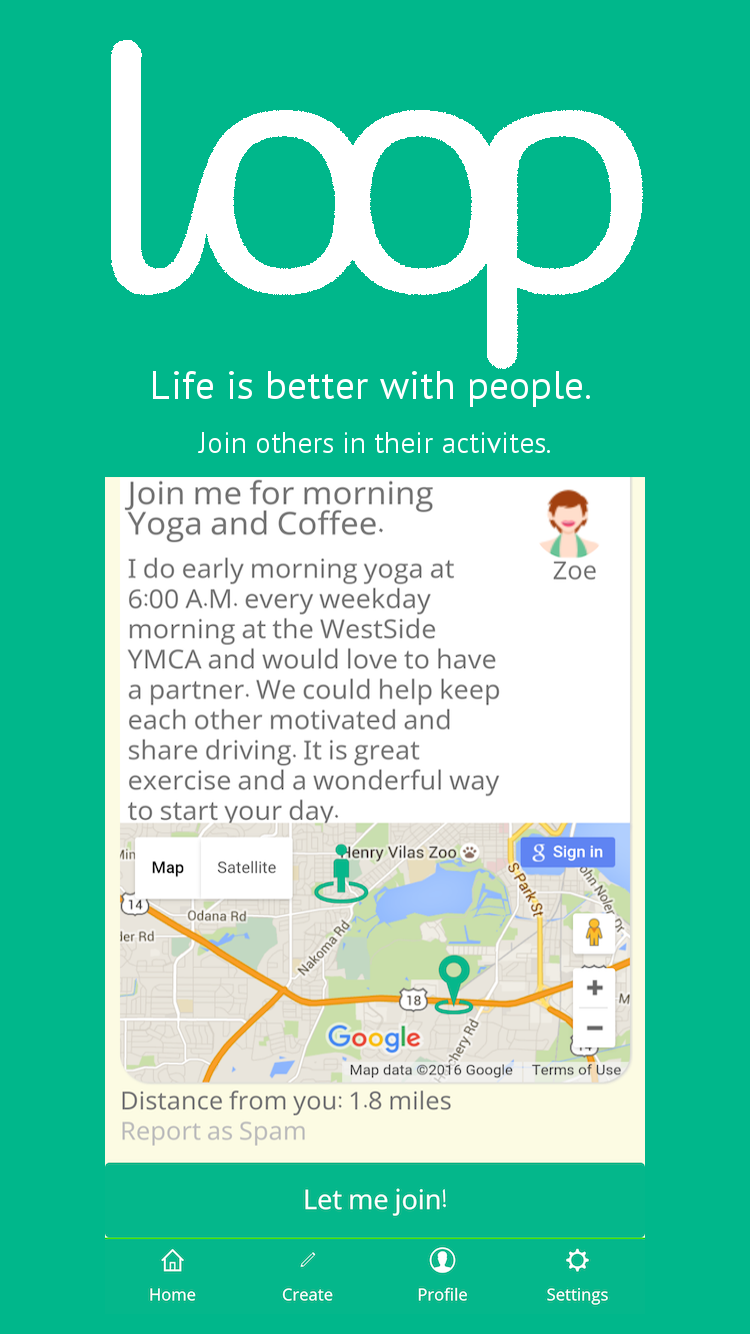 loop
Life is better with people.
Join others in their activites.
Join me for morning
Yoga and Coffee.
Zoe
I do early morning yoga at
6:00 A.M. every weekday
morning at the WestSide
YMCA and would love to have
a partner. We could help keep
each other motivated and
share driving. It is great
exercise and a wonderful way
to start your day.
Map
Satellite
Henry Vilas Zoo
g Sign in
14
Odana Rd
ler Rd
Nakoma Rd
S Park St
ohn Nolen Dr
18
chery Rd
M
14
+
−
Google
Map data ©2016 Google
Terms of Use
Distance from you: 1.8 miles
Report as Spam
Let me join!
Home
Create
Profile
Settings